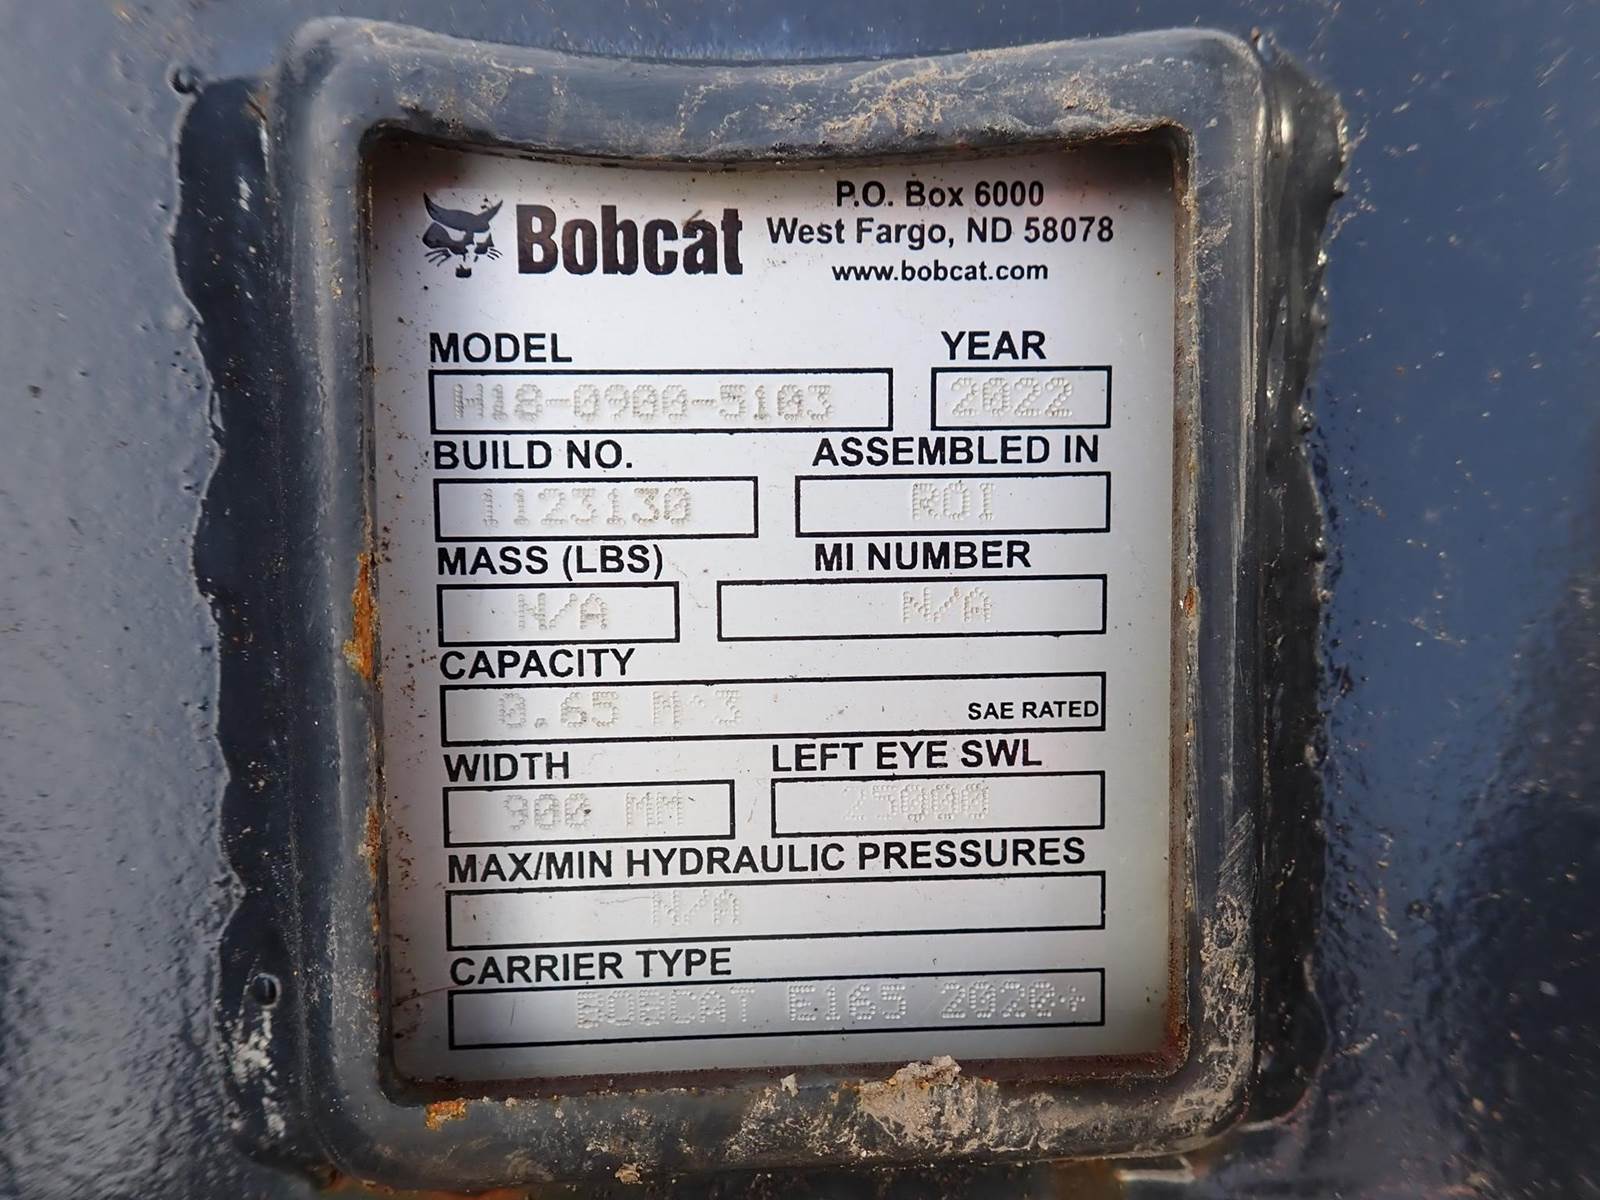 Bobcat
P.O. Box 6000
West Fargo, ND 58078
www.bobcat.com
MODEL YEAR
H18-0900-5103 2022
BUILD NO. ASSEMBLED IN
1123130 ROI
MASS (LBS) MI NUMBER
N/A N/A
CAPACITY
0.65 M^3 SAE RATED
WIDTH LEFT EYE SWL
900 MM 25000
MAX/MIN HYDRAULIC PRESSURES
N/A
CARRIER TYPE
BOBCAT E165 2020+